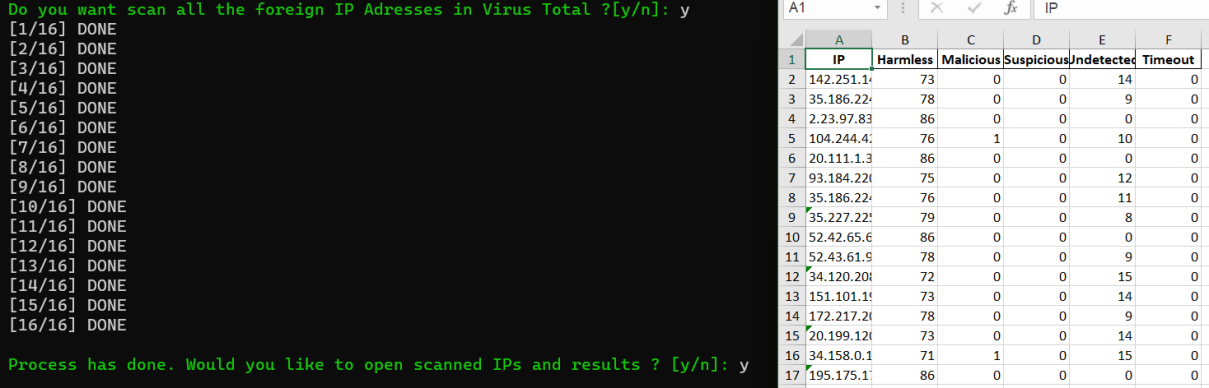 Do you want scan all the foreign IP Adresses in Virus Total ?[y/n]: y
[1/16] DONE
[2/16] DONE
[3/16] DONE
[4/16] DONE
[5/16] DONE
[6/16] DONE
[7/16] DONE
[8/16] DONE
[9/16] DONE
[10/16] DONE
[11/16] DONE
[12/16] DONE
[13/16] DONE
[14/16] DONE
[15/16] DONE
[16/16] DONE
Process has done. Would you like to open scanned IPs and results ? [y/n]: y
A1 fx IP
A B C D E F
1 IP Harmless Malicious Suspicious Undetected Timeout
2 142.251.14 73 0 0 14 0
3 35.186.224 78 0 0 9 0
4 2.23.97.83 86 0 0 0 0
5 104.244.42 76 1 0 10 0
6 20.111.1.3 86 0 0 0 0
7 93.184.220 75 0 0 12 0
8 35.186.224 76 0 0 11 0
9 35.227.225 79 0 0 8 0
10 52.42.65.6 86 0 0 0 0
11 52.43.61.9 78 0 0 9 0
12 34.120.208 72 0 0 15 0
13 151.101.19 73 0 0 14 0
14 172.217.20 78 0 0 9 0
15 20.199.120 73 0 0 14 0
16 34.158.0.1 71 1 0 15 0
17 195.175.17 86 0 0 0 0